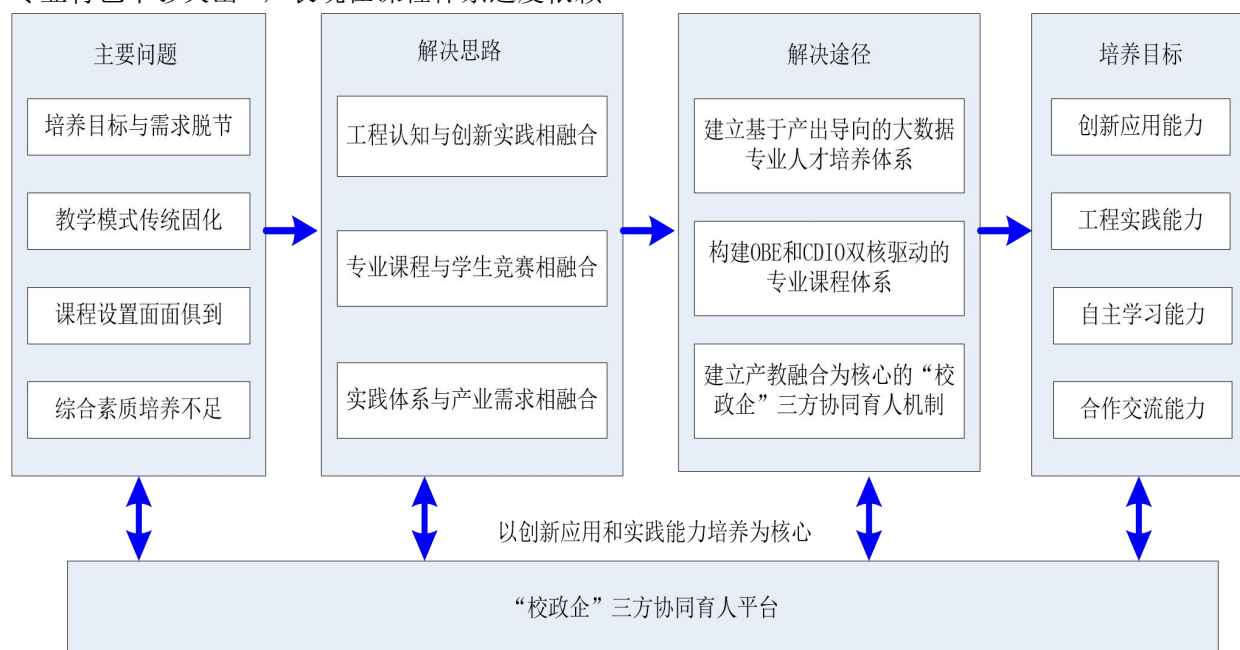 主要问题
培养目标与需求脱节
教学模式传统固化
课程设置面面俱到
综合素质培养不足
解决思路
工程认知与创新实践相融合
专业课程与学生竞赛相融合
实践体系与产业需求相融合
解决途径
建立基于产出导向的大数据
专业人才培养体系
构建OBE和CDIO双核驱动的
专业课程体系
建立产教融合为核心的“校
政企”三方协同育人机制
培养目标
创新应用能力
工程实践能力
自主学习能力
合作交流能力
以创新应用和实践能力培养为核心
“校政企”三方协同育人平台